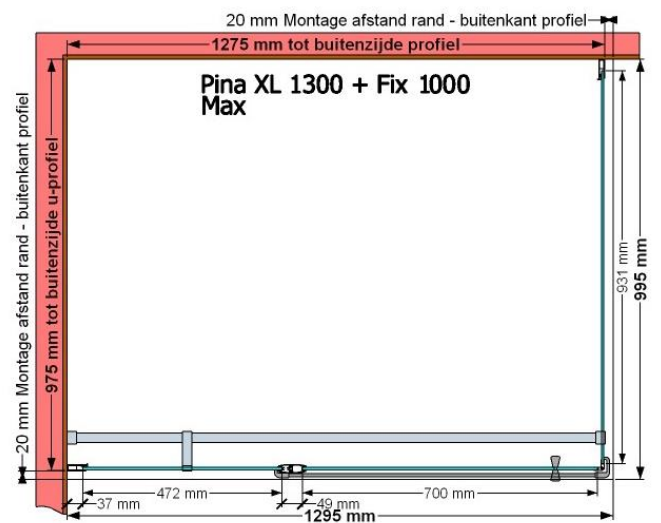 20 mm Montage afstand rand - buitenkant profiel
1275 mm tot buitenzijde profiel
Pina XL 1300 + Fix 1000
Max
20 mm Montage afstand rand - buitenkant profiel
975 mm tot buitenzijde u-profiel
931 mm
995 mm
472 mm
700 mm
37 mm
49 mm
1295 mm